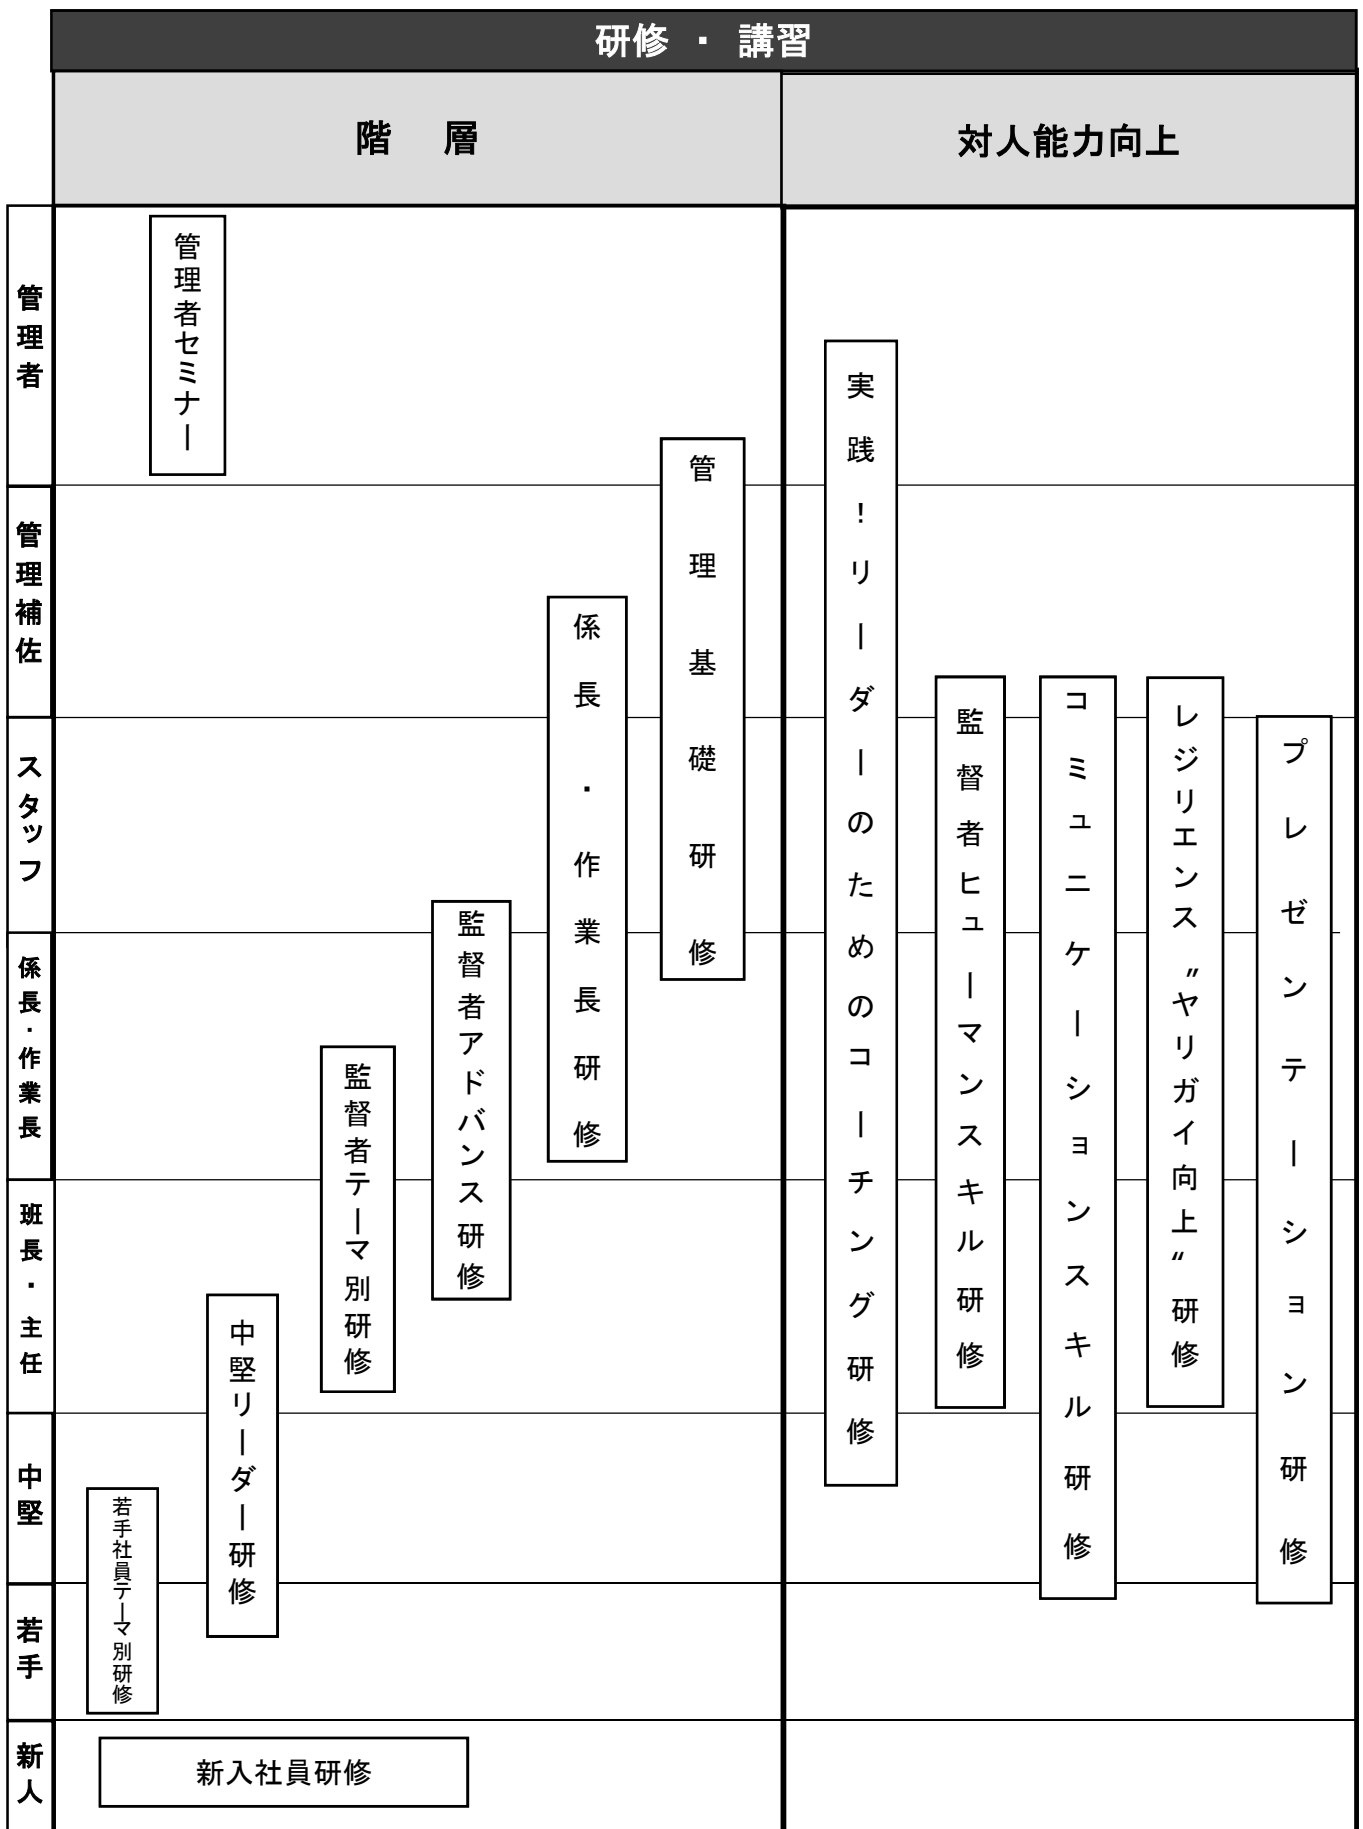 研修 ・ 講習
階 層
対人能力向上
管理者
管理補佐
スタッフ
係長・作業長
班長・主任
中堅
若手
新人
管理者セミナー
若手社員テーマ別研修
中堅リーダー研修
監督者テーマ別研修
監督者アドバンス研修
係長・作業長研修
管理基礎研修
新入社員研修
実践！リーダーのためのコーチング研修
監督者ヒューマンスキル研修
コミュニケーションスキル研修
レジリエンス〝ヤリガイ向上〟研修
プレゼンテーション研修